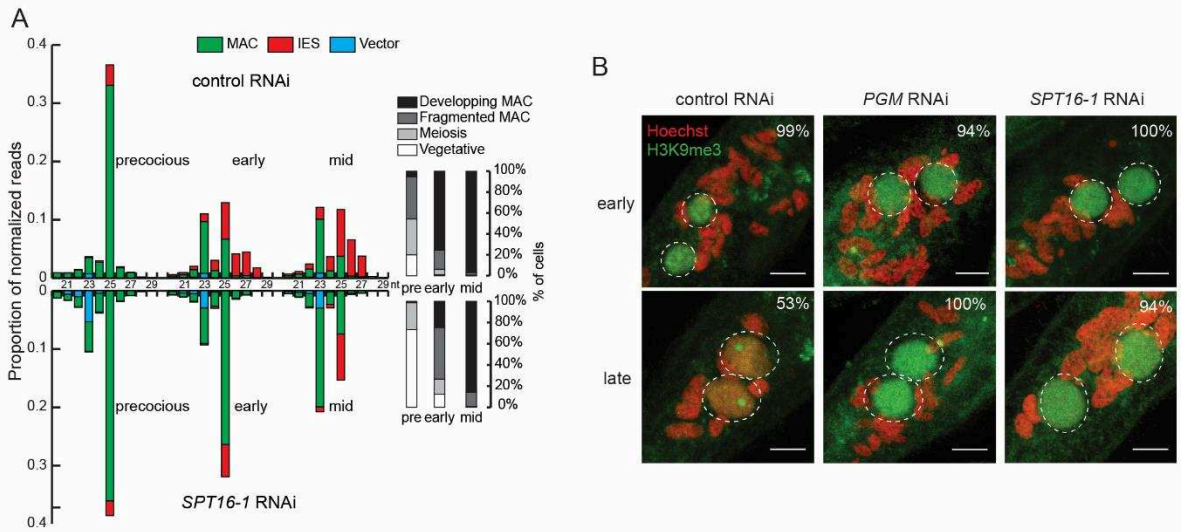 A
MAC IES Vector
control RNAi
Proportion of normalized reads
0.4
0.3
0.2
0.1
0
precocious early mid
21 23 25 27 29 21 23 25 27 29 21 23 25 27 29 nt
0
0.1
0.2
0.3
0.4
precocious early mid
SPT16-1 RNAi
Developping MAC
Fragmented MAC
Meiosis
Vegetative
100%
80%
60%
40%
20%
0%
pre early mid
% of cells
100%
80%
60%
40%
20%
0%
pre early mid
B
control RNAi PGM RNAi SPT16-1 RNAi
early
Hoechst
H3K9me3
99% 94% 100%
late
53% 100% 94%